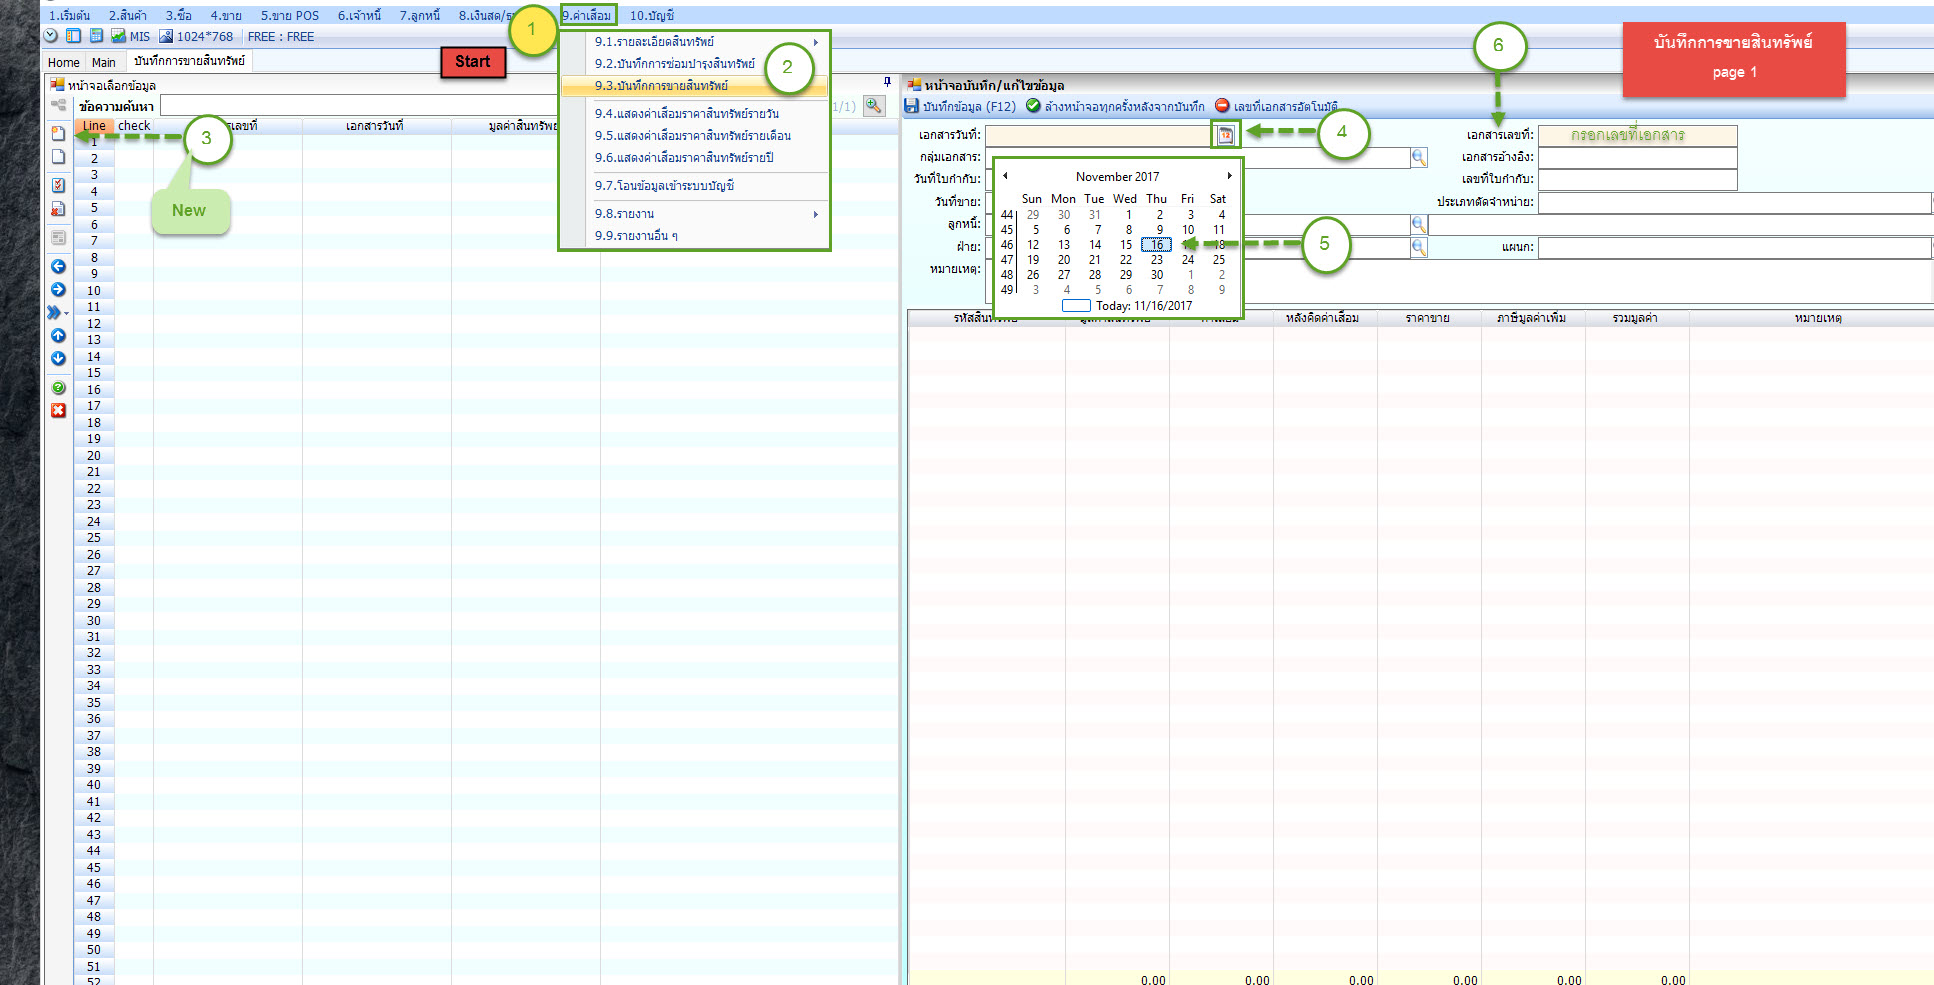 1.เริ่มต้น 2.สินค้า 3.ซื้อ 4.ขาย 5.ขาย POS 6.เจ้าหนี้ 7.ลูกหนี้ 8.เงินสด/ธ 9.ค่าเสื่อม 10.บัญชี
MIS 1024*768 FREE : FREE
Home Main บันทึกการขายสินทรัพย์
Start
1
9.1.รายละเอียดสินทรัพย์
9.2.บันทึกการซ่อมบำรุงสินทรัพย์
9.3.บันทึกการขายสินทรัพย์
9.4.แสดงค่าเสื่อมราคาสินทรัพย์รายวัน
9.5.แสดงค่าเสื่อมราคาสินทรัพย์รายเดือน
9.6.แสดงค่าเสื่อมราคาสินทรัพย์รายปี
9.7.โอนข้อมูลเข้าระบบบัญชี
9.8.รายงาน
9.9.รายงานอื่น ๆ
2
หน้าจอเลือกข้อมูล
ข้อความค้นหา
1/1)
Line check รเลขที่ เอกสารวันที่ มูลค่าสินทรัพย
3
New
1
2
3
4
5
6
7
8
9
10
11
12
13
14
15
16
17
18
19
20
21
22
23
24
25
26
27
28
29
30
31
32
33
34
35
36
37
38
39
40
41
42
43
44
45
46
47
48
49
50
51
52
บันทึกการขายสินทรัพย์
page 1
หน้าจอบันทึก/แก้ไขข้อมูล
บันทึกข้อมูล (F12) ล้างหน้าจอทุกครั้งหลังจากบันทึก เลขที่เอกสารอัตโนมัติ
6
4
5
เอกสารวันที่: 12 เอกสารเลขที่: กรอกเลขที่เอกสาร
กลุ่มเอกสาร: เอกสารอ้างอิง:
วันที่ใบกำกับ: เลขที่ใบกำกับ:
วันที่ขาย: ประเภทตัดจำหน่าย:
ลูกหนี้:
ฝ่าย: แผนก:
หมายเหตุ:
November 2017
Sun Mon Tue Wed Thu Fri Sat
44 29 30 31 1 2 3 4
45 5 6 7 8 9 10 11
46 12 13 14 15 16 18
47 19 20 21 22 23 24 25
48 26 27 28 29 30 1 2
49 3 4 5 6 7 8 9
Today: 11/16/2017
รหัสสินทรัพย์ มูลค่าสินทรัพย์ ค่าเสื่อม หลังคิดค่าเสื่อม ราคาขาย ภาษีมูลค่าเพิ่ม รวมมูลค่า หมายเหตุ
0.00 0.00 0.00 0.00 0.00 0.00